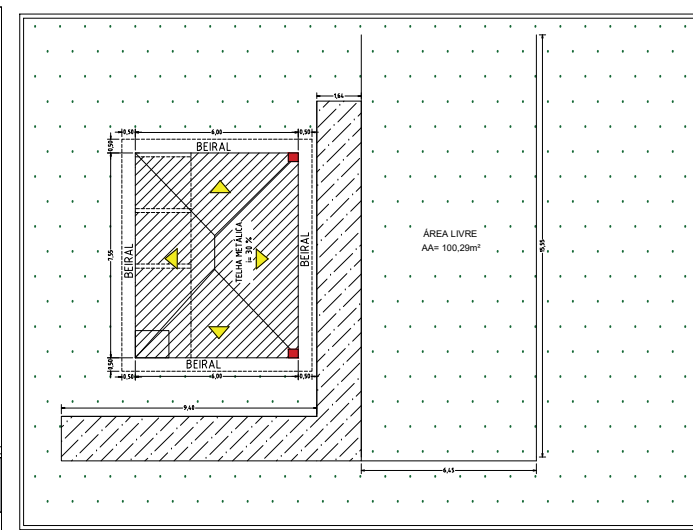 1,64
0,50 6,00 0,50
0,50
BEIRAL
7,55
BEIRAL
TELHA METÁLICA
i= 30 %
BEIRAL
ÁREA LIVRE
AA= 100,29m²
15,55
BEIRAL
0,50
0,50 6,00 0,50
9,40
6,45